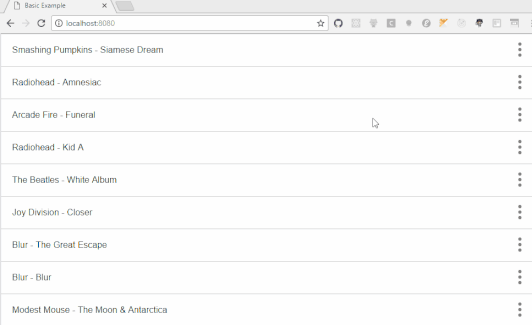 Basic Example
localhost:9080
Smashing Pumpkins - Siamese Dream
Radiohead - Amnesiac
Arcade Fire - Funeral
Radiohead - Kid A
The Beatles - White Album
Joy Division - Closer
Blur - The Great Escape
Blur - Blur
Modest Mouse - The Moon & Antarctica